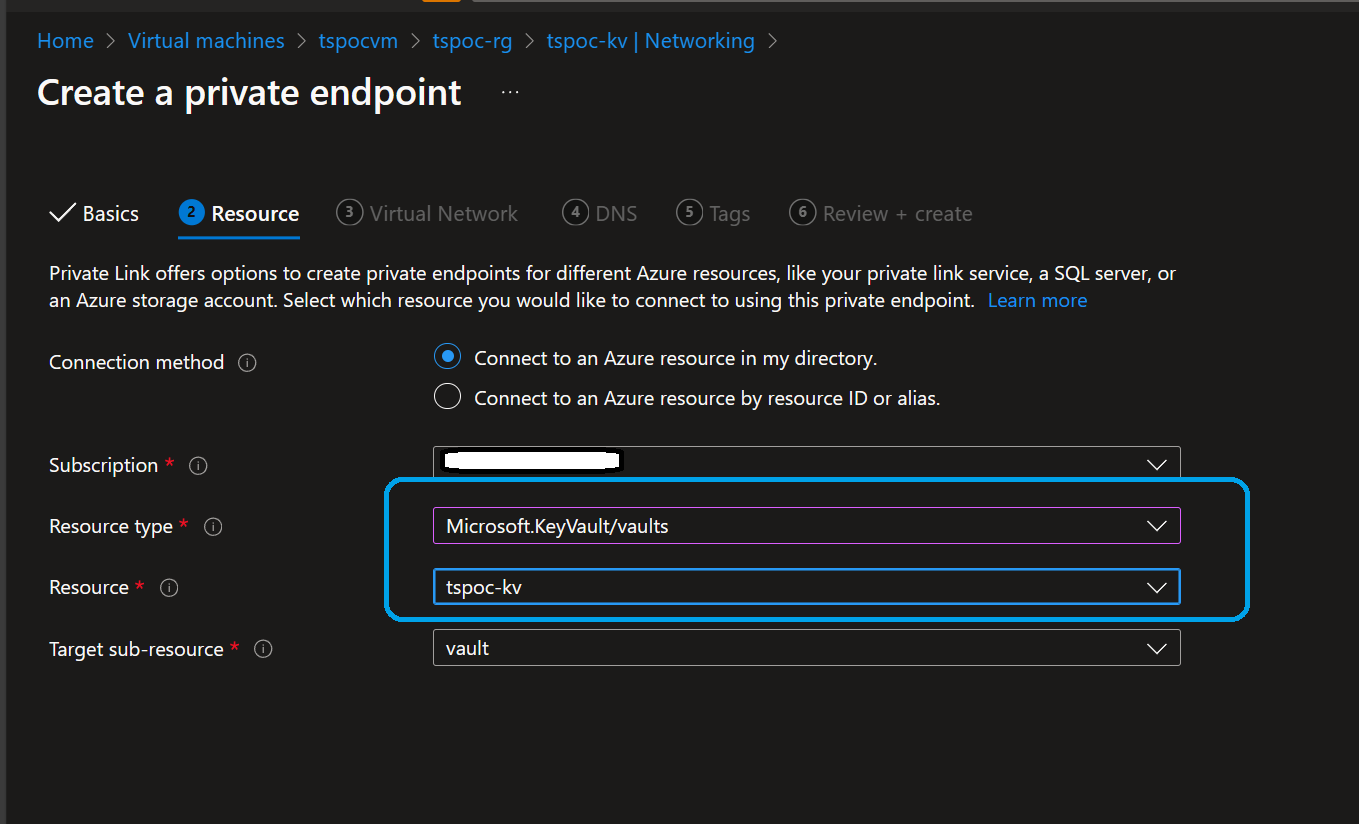 Home > Virtual machines > tspocvm > tspoc-rg > tspoc-kv | Networking >
Create a private endpoint ...
Basics 2 Resource 3 Virtual Network 4 DNS 5 Tags 6 Review + create
Private Link offers options to create private endpoints for different Azure resources, like your private link service, a SQL server, or
an Azure storage account. Select which resource you would like to connect to using this private endpoint. Learn more
Connection method Connect to an Azure resource in my directory.
Connect to an Azure resource by resource ID or alias.
Subscription *
Resource type * Microsoft.KeyVault/vaults
Resource * tspoc-kv
Target sub-resource * vault